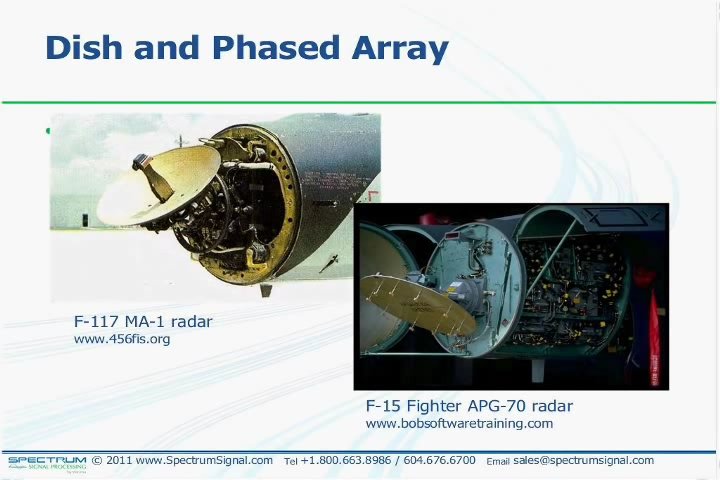 Dish and Phased Array
F-117 MA-1 radar
www.456fis.org
F-15 Fighter APG-70 radar
www.bobsoftwaretraining.com
SPECTRUM
SIGNAL PROCESSING
© 2011 www.SpectrumSignal.com Tel +1.800.663.8986 / 604.676.6700 Email sales@spectrumsignal.com